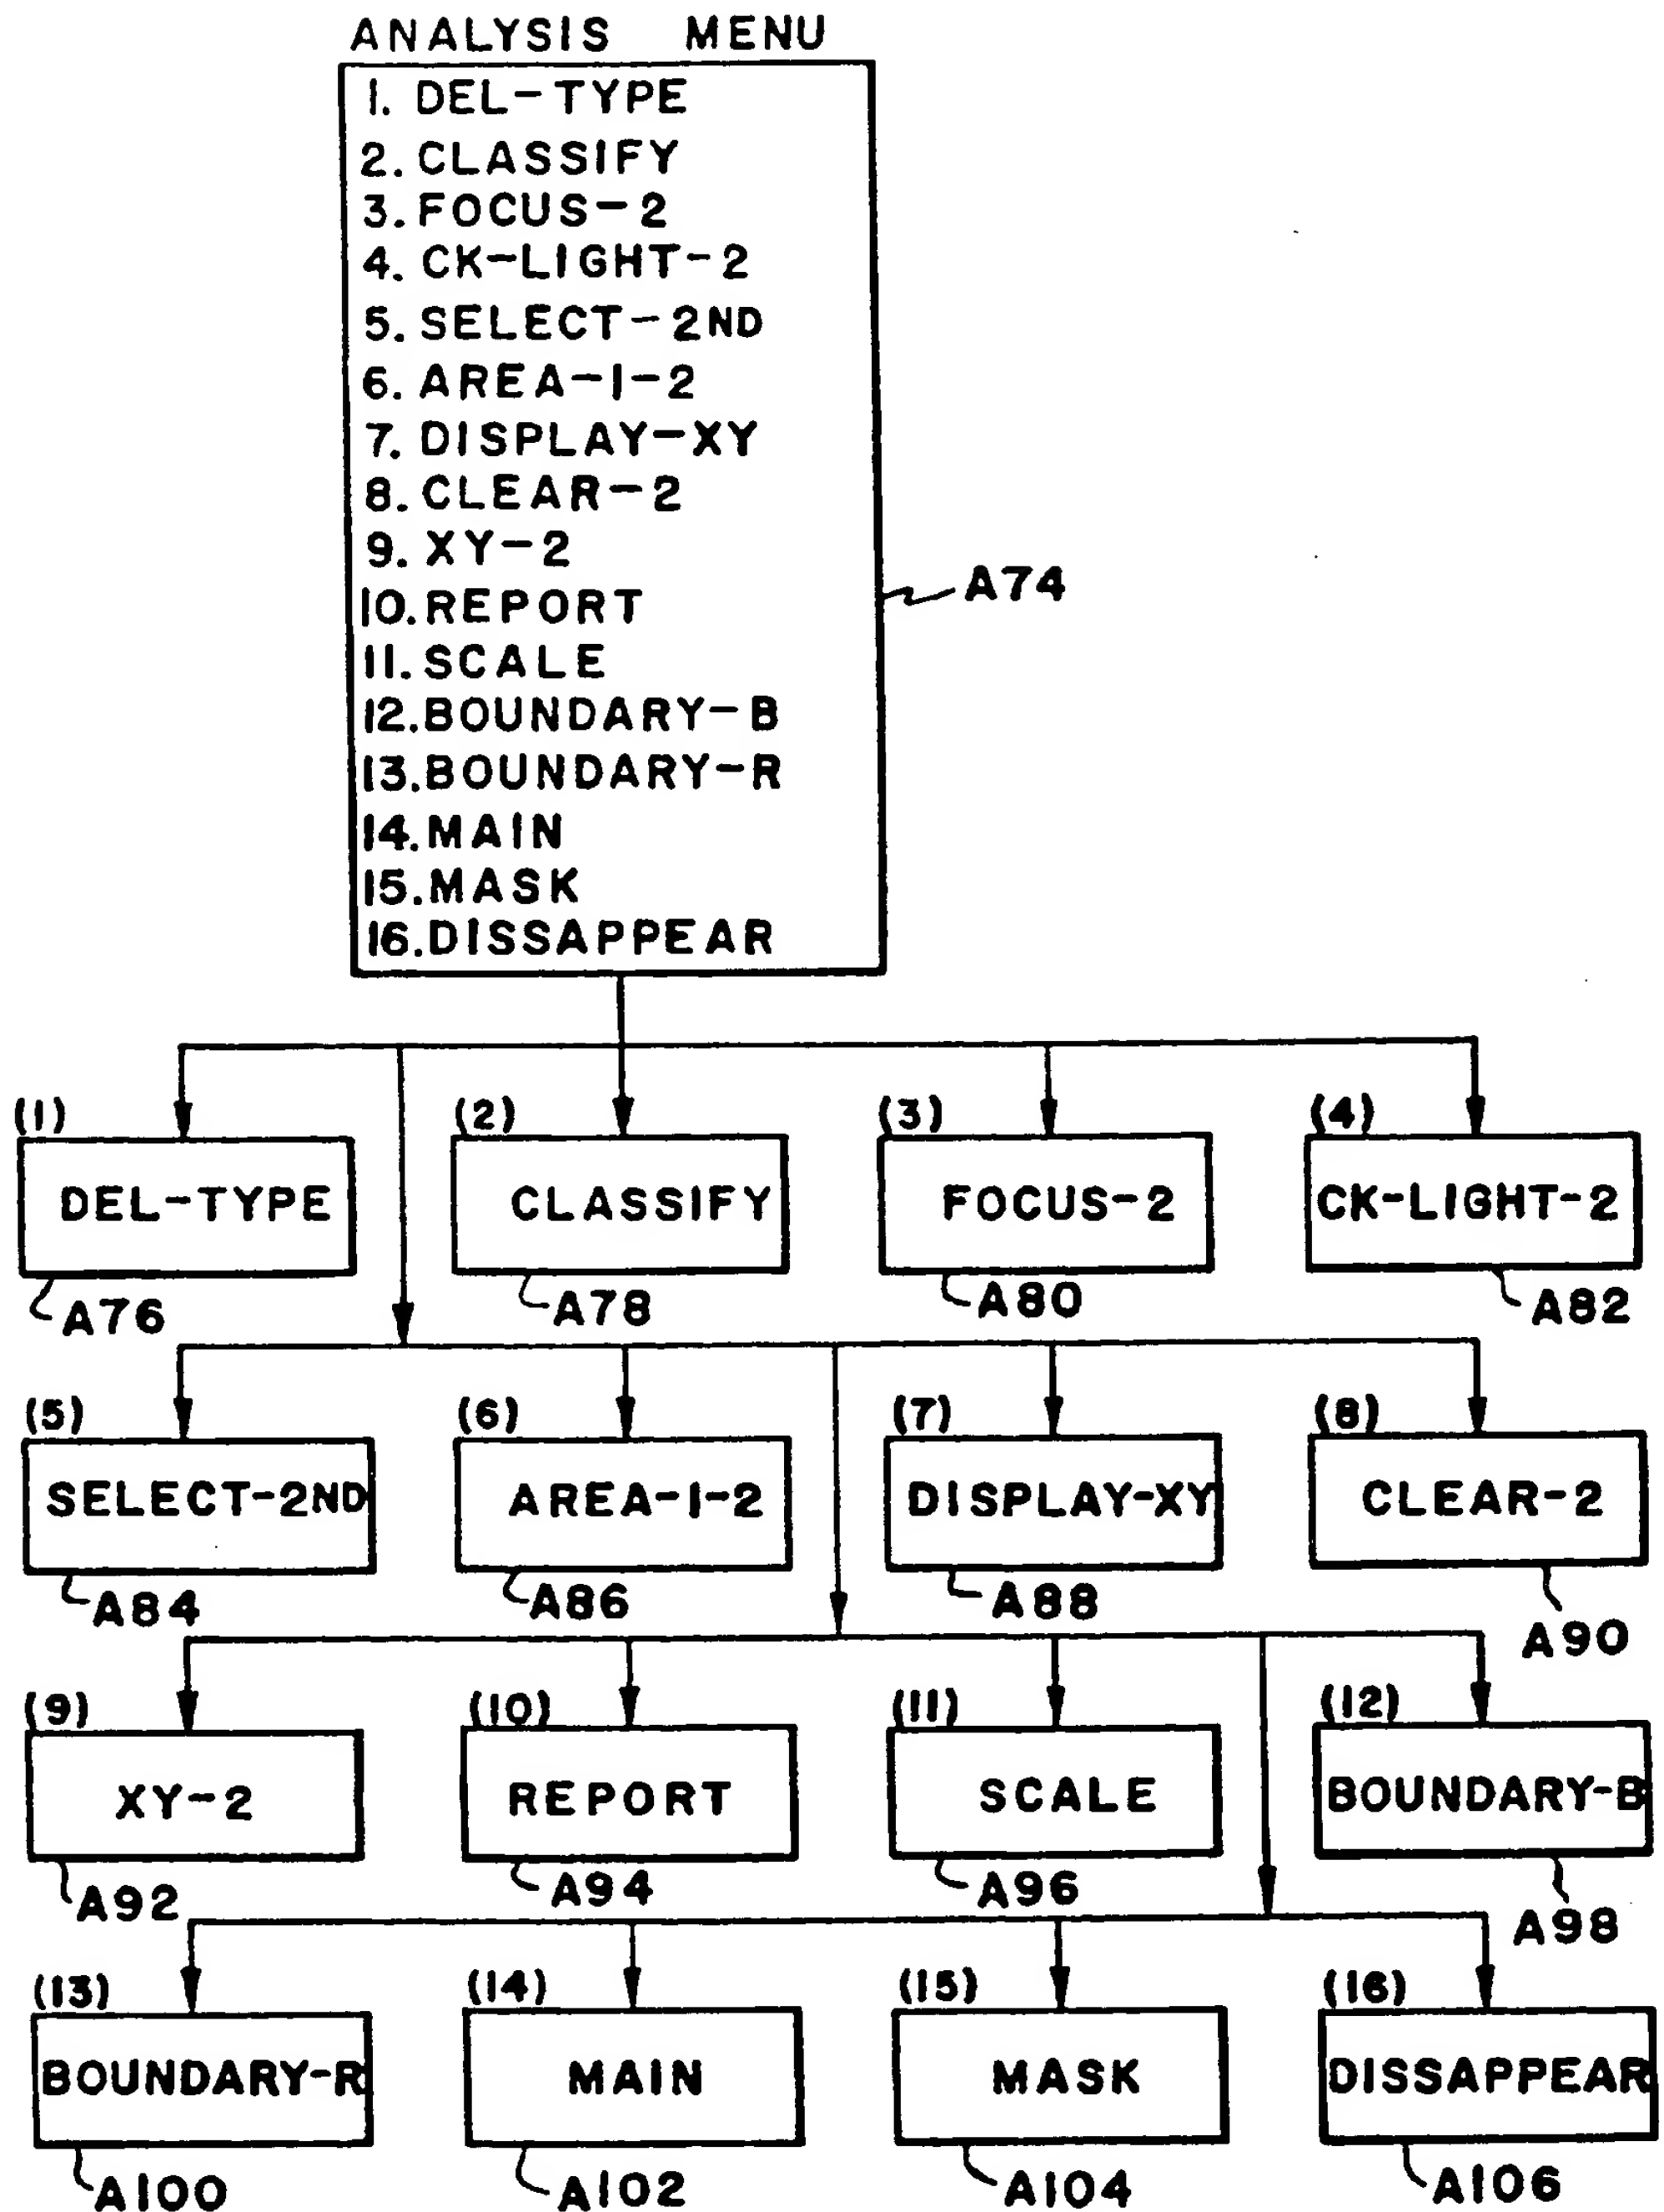 ANALYSIS MENU
1. DEL-TYPE
2. CLASSIFY
3. FOCUS-2
4. CK-LIGHT-2
5. SELECT-2ND
6. AREA-1-2
7. DISPLAY-XY
8. CLEAR-2
9. XY-2
10. REPORT
11. SCALE
12. BOUNDARY-B
13. BOUNDARY-R
14. MAIN
15. MASK
16. DISSAPPEAR
A74
(1) (2) (3) (4)
DEL-TYPE CLASSIFY FOCUS-2 CK-LIGHT-2
A76 A78 A80 A82
(5) (6) (7) (8)
SELECT-2ND AREA-1-2 DISPLAY-XY CLEAR-2
A84 A86 A88 A90
(9) (10) (11) (12)
XY-2 REPORT SCALE BOUNDARY-B
A92 A94 A96 A98
(13) (14) (15) (16)
BOUNDARY-R MAIN MASK DISSAPPEAR
A100 A102 A104 A106